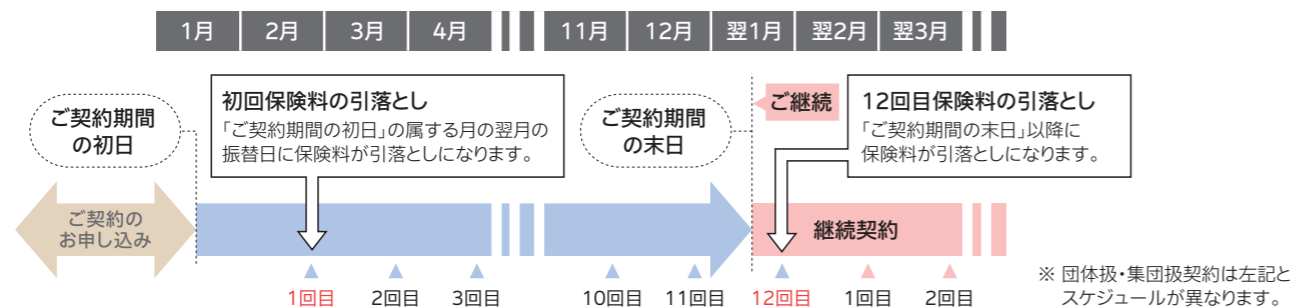 1月 2月 3月 4月 11月 12月 翌1月 翌2月 翌3月
ご契約期間
の初日
初回保険料の引落とし
「ご契約期間の初日」の属する月の翌月の
振替日に保険料が引落としになります。
ご契約期間
の末日
ご継続
12回目保険料の引落とし
「ご契約期間の末日」以降に
保険料が引落としになります。
ご契約の
お申し込み
継続契約
1回目 2回目 3回目 10回目 11回目 12回目 1回目 2回目
※ 団体扱・集団扱契約は左記と
スケジュールが異なります。